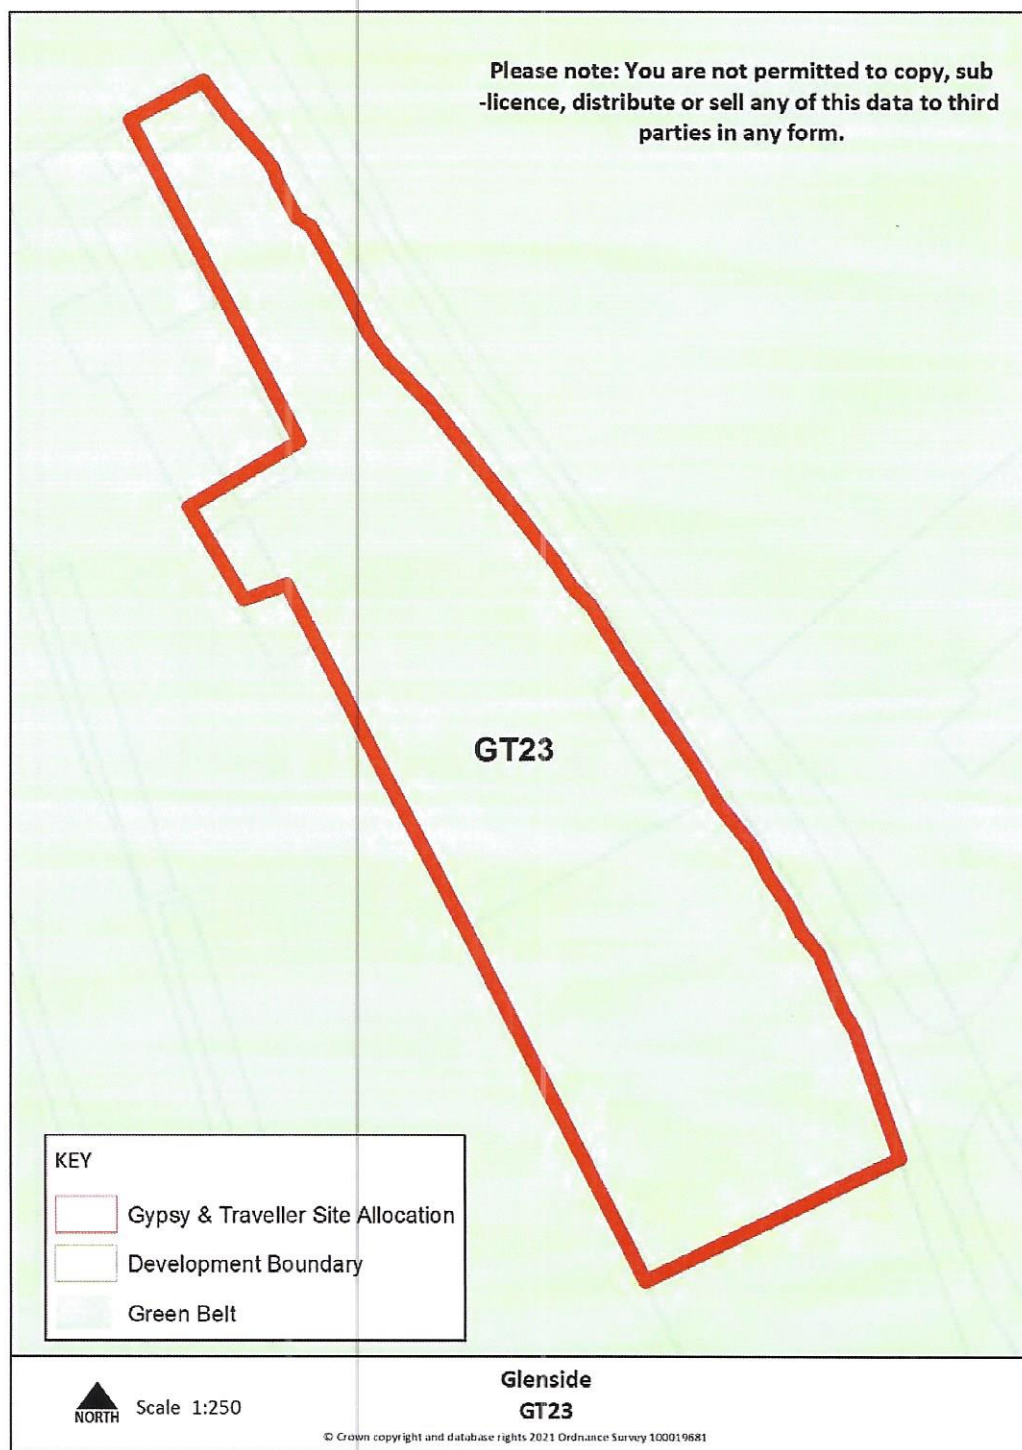 Please note: You are not permitted to copy, sub
-licence, distribute or sell any of this data to third
parties in any form.
GT23
KEY
Gypsy & Traveller Site Allocation
Development Boundary
Green Belt
NORTH
Scale 1:250
Glenside
GT23
© Crown copyright and database rights 2021 Ordnance Survey 100019681